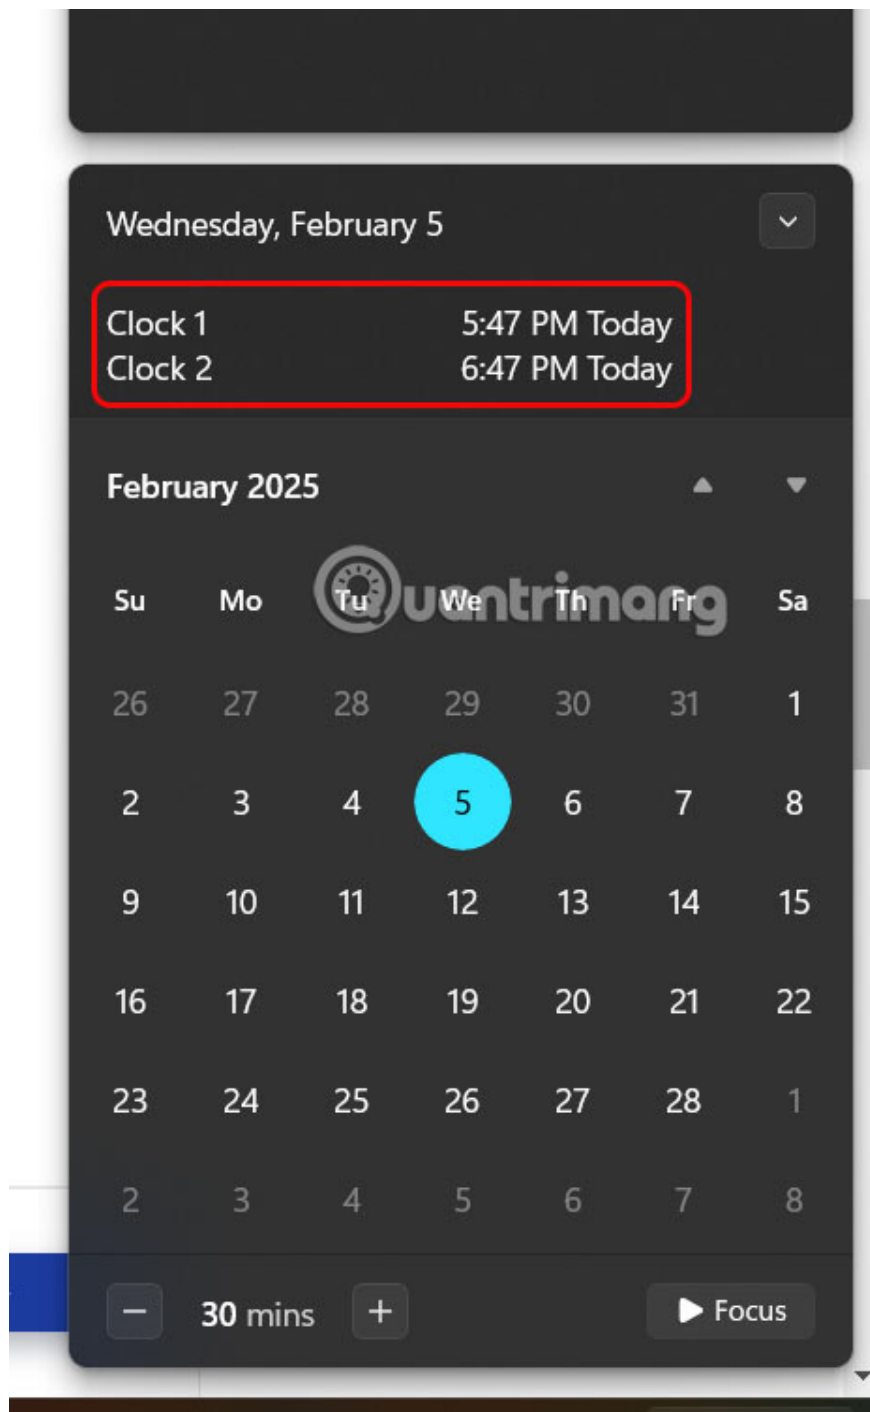 Wednesday, February 5
Clock 1 5:47 PM Today
Clock 2 6:47 PM Today
February 2025
Quantrimang
Su Mo Tu We Th Fr Sa
26 27 28 29 30 31 1
2 3 4 5 6 7 8
9 10 11 12 13 14 15
16 17 18 19 20 21 22
23 24 25 26 27 28 1
2 3 4 5 6 7 8
30 mins Focus